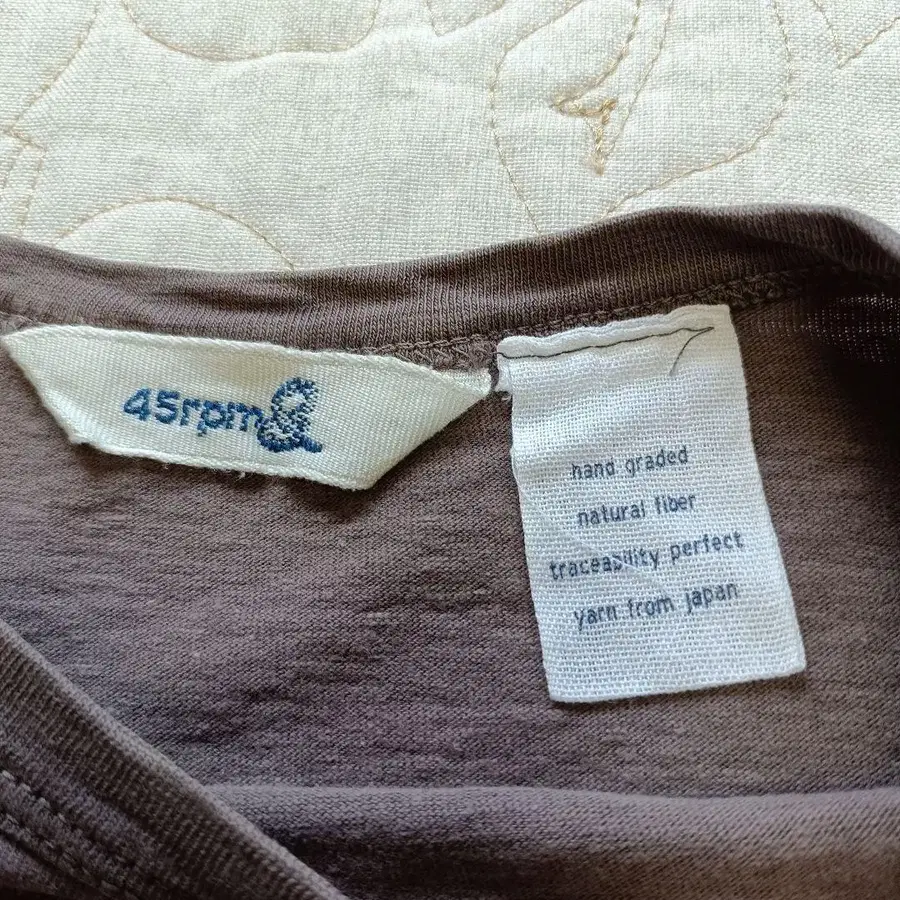 45rpm
hand graded
natural fiber
traceability perfect
yarn from japan